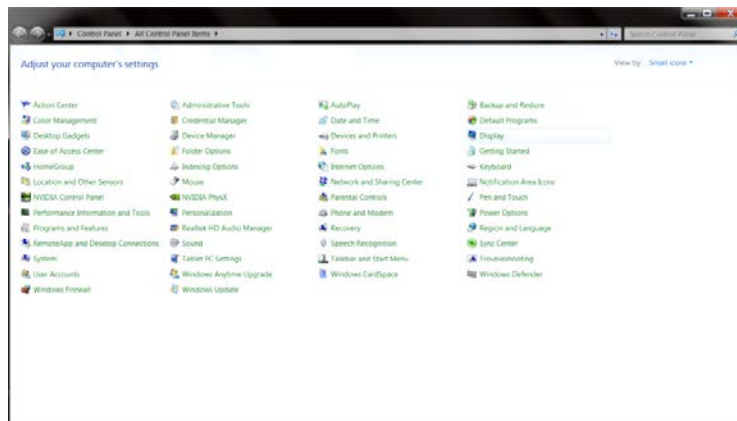 Control Panel ▸ All Control Panel Items ▸
Search Control Panel
Adjust your computer's settings
View by: Small icons
Action Center
Administrative Tools
AutoPlay
Backup and Restore
Color Management
Credential Manager
Date and Time
Default Programs
Desktop Gadgets
Device Manager
Devices and Printers
Display
Ease of Access Center
Folder Options
Fonts
Getting Started
HomeGroup
Indexing Options
Internet Options
Keyboard
Location and Other Sensors
Mouse
Network and Sharing Center
Notification Area Icons
NVIDIA Control Panel
NVIDIA PhysX
Parental Controls
Pen and Touch
Performance Information and Tools
Personalization
Phone and Modem
Power Options
Programs and Features
Realtek HD Audio Manager
Recovery
Region and Language
RemoteApp and Desktop Connections
Sound
Speech Recognition
Sync Center
System
Tablet PC Settings
Taskbar and Start Menu
Troubleshooting
User Accounts
Windows Anytime Upgrade
Windows CardSpace
Windows Defender
Windows Firewall
Windows Update